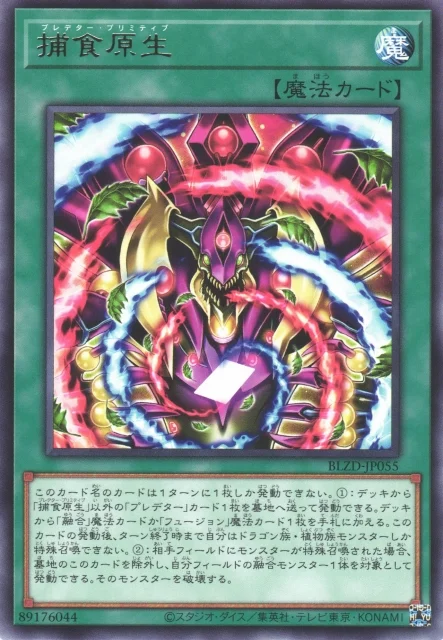 プレデター・プリミティブ
捕食原生
魔
【魔法カード】
BLZD-JP055
このカード名のカードは1ターンに1枚しか発動できない。①：デッキから
「捕食原生」以外の「プレデター」カード1枚を墓地へ送って発動できる。デッキ
から「融合」魔法カードか「フュージョン」魔法カード1枚を手札に加える。この
カードの発動後、ターン終了時まで自分はドラゴン族・植物族モンスターしか
特殊召喚できない。②：相手フィールドにモンスターが特殊召喚された場合、
墓地のこのカードを除外し、自分フィールドの融合モンスター1体を対象として
発動できる。そのモンスターを破壊する。
89176044
©スタジオ・ダイス／集英社・テレビ東京・KONAMI